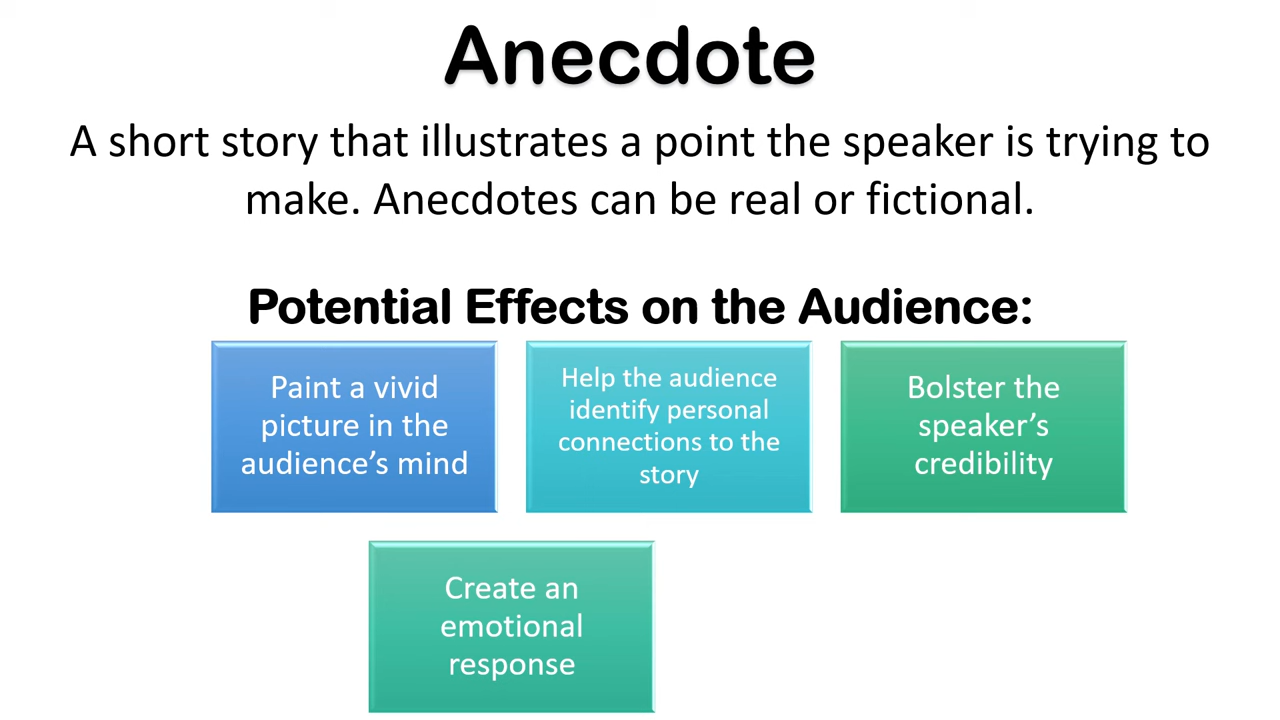 Anecdote
A short story that illustrates a point the speaker is trying to
make. Anecdotes can be real or fictional.
Potential Effects on the Audience:
Paint a vivid
picture in the
audience’s mind
Help the audience
identify personal
connections to the
story
Bolster the
speaker’s
credibility
Create an
emotional
response